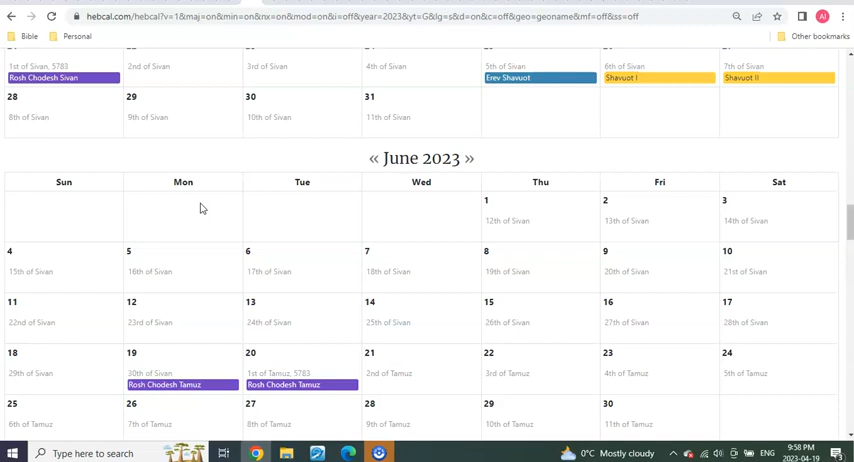 hebcal.com/hebcal?v=1&maj=on&min=on&nx=on&mod=on&i=off&year=2023&yt=G&lg=s&d=on&c=off&geo=geoname&mf=off&ss=off
AI
Bible Personal Other bookmarks
1st of Sivan, 5783 2nd of Sivan 3rd of Sivan 4th of Sivan 5th of Sivan 6th of Sivan 7th of Sivan
Rosh Chodesh Sivan Erev Shavuot Shavuot I Shavuot II
28 29 30 31
8th of Sivan 9th of Sivan 10th of Sivan 11th of Sivan
« June 2023 »
Sun Mon Tue Wed Thu Fri Sat
1 2 3
12th of Sivan 13th of Sivan 14th of Sivan
4 5 6 7 8 9 10
15th of Sivan 16th of Sivan 17th of Sivan 18th of Sivan 19th of Sivan 20th of Sivan 21st of Sivan
11 12 13 14 15 16 17
22nd of Sivan 23rd of Sivan 24th of Sivan 25th of Sivan 26th of Sivan 27th of Sivan 28th of Sivan
18 19 20 21 22 23 24
29th of Sivan 30th of Sivan 1st of Tamuz, 5783 2nd of Tamuz 3rd of Tamuz 4th of Tamuz 5th of Tamuz
Rosh Chodesh Tamuz Rosh Chodesh Tamuz
25 26 27 28 29 30
6th of Tamuz 7th of Tamuz 8th of Tamuz 9th of Tamuz 10th of Tamuz 11th of Tamuz
Type here to search 0°C Mostly cloudy ENG 9:58 PM
2023-04-19